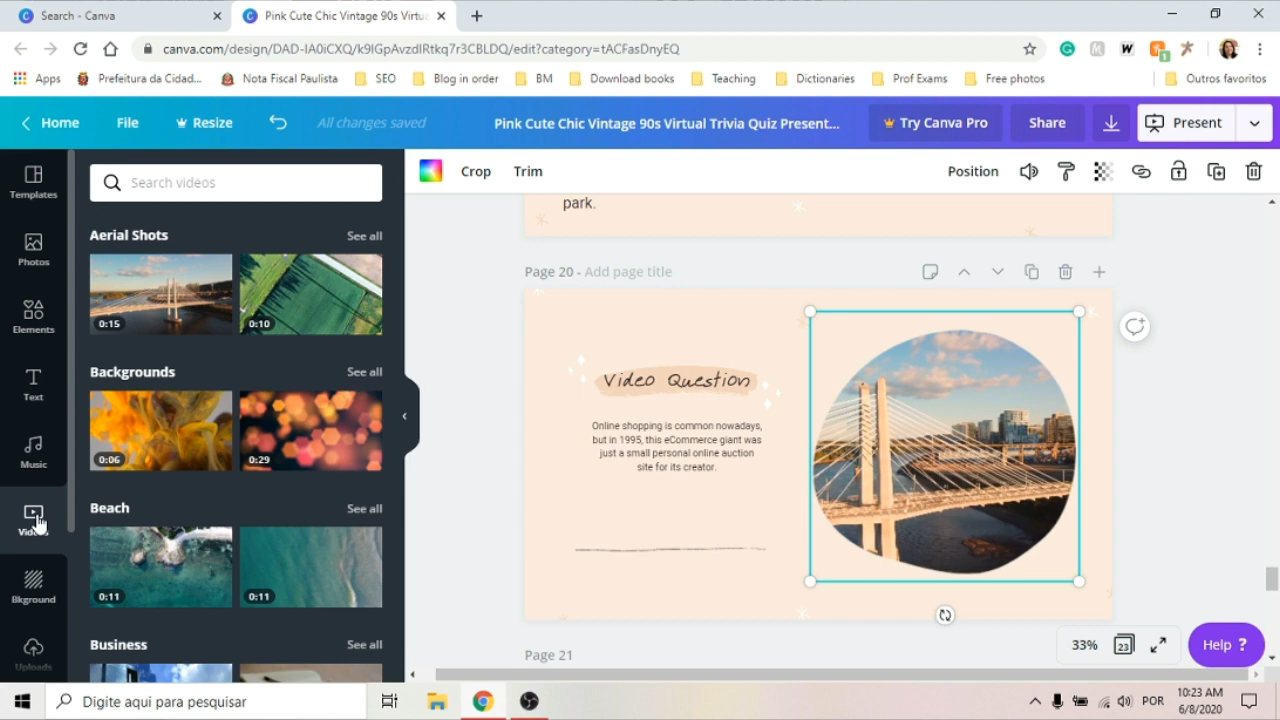 Search - Canva
Pink Cute Chic Vintage 90s Virtu
canva.com/design/DAD-IA0iCXQ/k9IGpAvzdlRtkq7r3CBLDQ/edit?category=tACFasDnyEQ
Apps
Prefeitura da Cidad...
Nota Fiscal Paulista
SEO
Blog in order
BM
Download books
Teaching
Dictionaries
Prof Exams
Free photos
Outros favoritos
Home
File
Resize
All changes saved
Pink Cute Chic Vintage 90s Virtual Trivia Quiz Present...
Try Canva Pro
Share
Present
Templates
Photos
Elements
Text
Music
Videos
Bkground
Uploads
Search videos
Aerial Shots
See all
0:15
0:10
Backgrounds
See all
0:06
0:29
Beach
See all
0:11
0:11
Business
See all
Crop
Trim
Position
park.
Page 20 - Add page title
Video Question
Online shopping is common nowadays,
but in 1995, this eCommerce giant was
just a small personal online auction
site for its creator.
Page 21
33%
23
Help ?
Digite aqui para pesquisar
POR
10:23 AM
6/8/2020